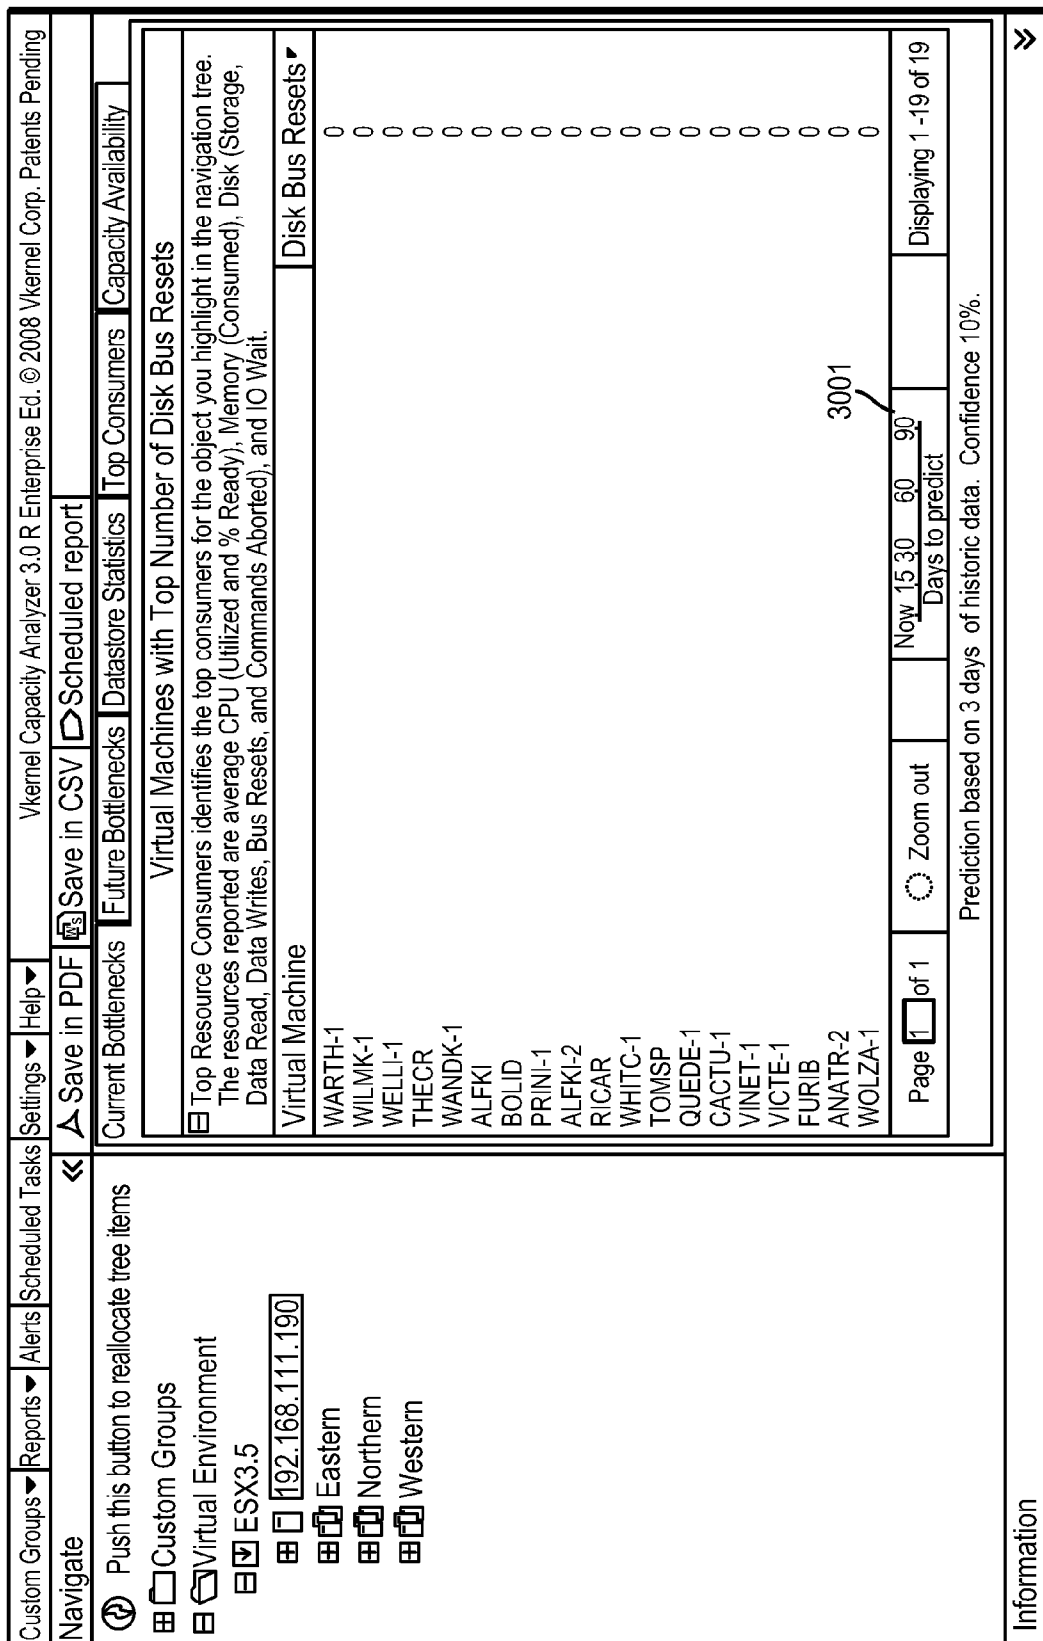 Custom Groups Reports Alerts Scheduled Tasks Settings Help Vkernel Capacity Analyzer 3.0 R Enterprise Ed. © 2008 Vkernel Corp. Patents Pending
Navigate
Save in PDF Save in CSV Scheduled report
Push this button to reallocate tree items
Custom Groups
Virtual Environment
ESX3.5
192.168.111.190
Eastern
Northern
Western
Current Bottlenecks Future Bottlenecks Datastore Statistics Top Consumers Capacity Availability
Virtual Machines with Top Number of Disk Bus Resets
Top Resource Consumers identifies the top consumers for the object you highlight in the navigation tree.
The resources reported are average CPU (Utilized and % Ready), Memory (Consumed), Disk (Storage,
Data Read, Data Writes, Bus Resets, and Commands Aborted), and IO Wait.
Virtual Machine Disk Bus Resets
WARTH-1 0
WILMK-1 0
WELLI-1 0
THECR 0
WANDK-1 0
ALFKI 0
BOLID 0
PRINI-1 0
ALFKI-2 0
RICAR 0
WHITC-1 0
TOMSP 0
QUEDE-1 0
CACTU-1 0
VINET-1 0
VICTE-1 0
FURIB 0
ANATR-2 0
WOLZA-1 0
3001
Page 1 of 1 Zoom out Now 15 30 60 90 Displaying 1 -19 of 19
Days to predict
Prediction based on 3 days of historic data. Confidence 10%.
Information